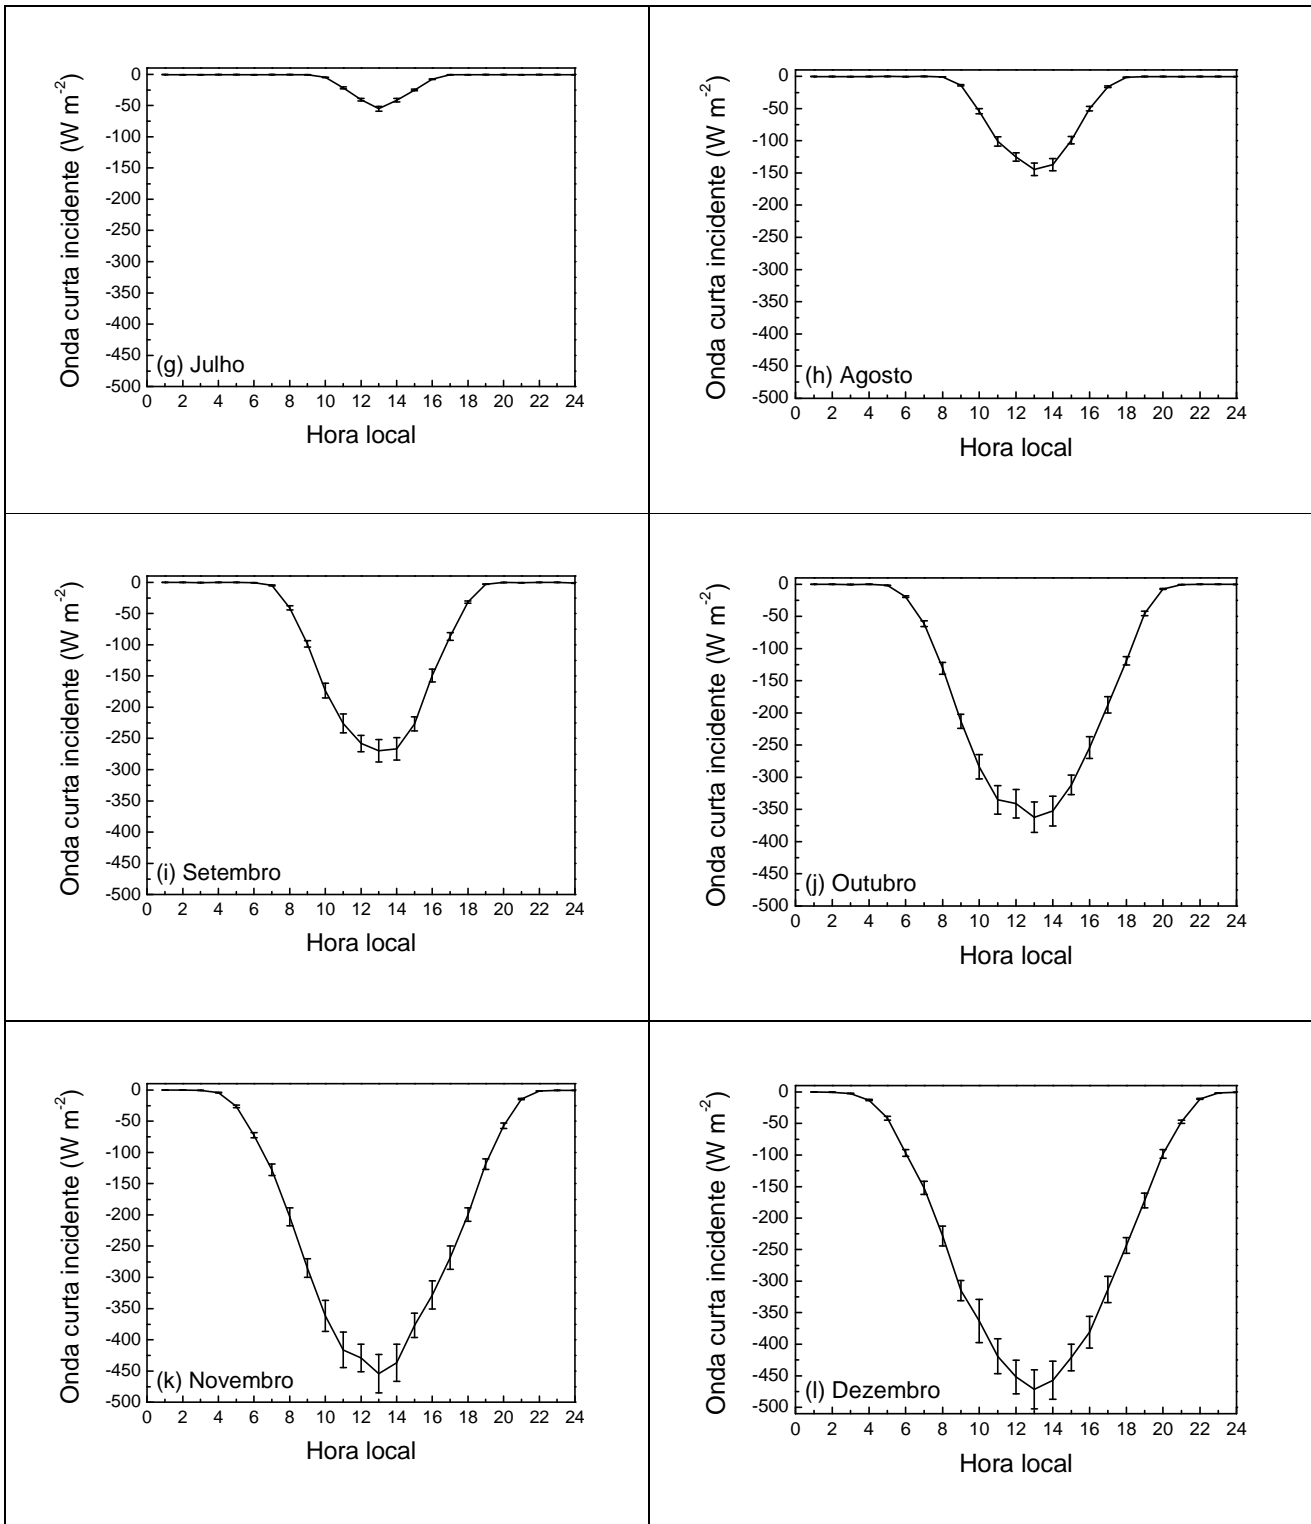 Onda curta incidente (W m⁻²)
0
-50
-100
-150
-200
-250
-300
-350
-400
-450
-500
(g) Julho
0 2 4 6 8 10 12 14 16 18 20 22 24
Hora local
Onda curta incidente (W m⁻²)
0
-50
-100
-150
-200
-250
-300
-350
-400
-450
-500
(h) Agosto
0 2 4 6 8 10 12 14 16 18 20 22 24
Hora local
Onda curta incidente (W m⁻²)
0
-50
-100
-150
-200
-250
-300
-350
-400
-450
-500
(i) Setembro
0 2 4 6 8 10 12 14 16 18 20 22 24
Hora local
Onda curta incidente (W m⁻²)
0
-50
-100
-150
-200
-250
-300
-350
-400
-450
-500
(j) Outubro
0 2 4 6 8 10 12 14 16 18 20 22 24
Hora local
Onda curta incidente (W m⁻²)
0
-50
-100
-150
-200
-250
-300
-350
-400
-450
-500
(k) Novembro
0 2 4 6 8 10 12 14 16 18 20 22 24
Hora local
Onda curta incidente (W m⁻²)
0
-50
-100
-150
-200
-250
-300
-350
-400
-450
-500
(l) Dezembro
0 2 4 6 8 10 12 14 16 18 20 22 24
Hora local